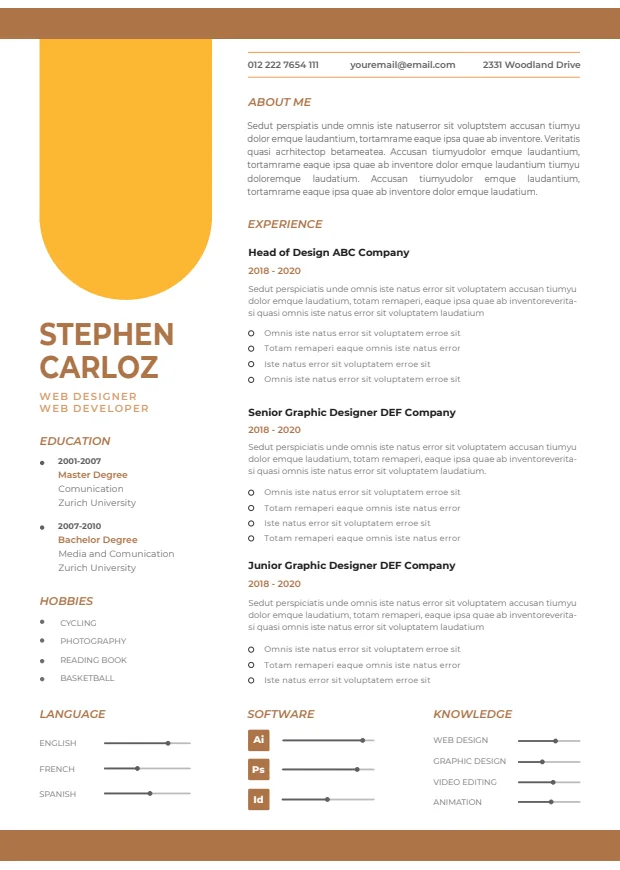 012 222 7654 111 youremail@email.com 2331 Woodland Drive
ABOUT ME
Sedut perspiatis unde omnis iste natuserror sit voluptstem accusan tiumyu
dolor emque laudantium, tortamrame eaque ipsa quae ab inventore. Veritatis
quasi acrhitectop betameatea. Accusan tiumyudolor emque laudantium,
tortamrame eaque ipsa quae ab inventore dolor emque laudantium tiumyu
doloremque laudatium. Accusan tiumyudolor emque laudantium,
tortamrame eaque ipsa quae ab inventore dolor emque laudatium.
EXPERIENCE
Head of Design ABC Company
2018 - 2020
Sedut perspiciatis unde omnis iste natus error sit voluptatem accusan tiumyu
dolor emque laudatium, totam remaperi, eaque ipsa quae ab inventoreverita-
si quasi omnis iste natus error sit voluptatem laudatium
Omnis iste natus error sit voluptatem erroe sit
Totam remaperi eaque omnis iste natus error
Iste natus error sit voluptatem erroe sit
Omnis iste natus error sit voluptatem erroe sit
Senior Graphic Designer DEF Company
2018 - 2020
Sedut perspiciatis unde omnis iste natus error sit voluptatem accusan tiumyu
dolor emque laudatium, totam remaperi, eaque ipsa quae ab inventoreverita-
si quasi omnis iste natus error sit voluptatem laudatium.
Omnis iste natus error sit voluptatem erroe sit
Totam remaperi eaque omnis iste natus error
Iste natus error sit voluptatem erroe sit
Totam remaperi eaque omnis iste natus error
Junior Graphic Designer DEF Company
2018 - 2020
Sedut perspiciatis unde omnis iste natus error sit voluptatem accusan tiumyu
dolor emque laudatium, totam remaperi, eaque ipsa quae ab inventoreverita-
si quasi omnis iste natus error sit voluptatem laudatium
Omnis iste natus error sit voluptatem erroe sit
Totam remaperi eaque omnis iste natus error
Iste natus error sit voluptatem erroe sit
STEPHEN
CARLOZ
WEB DESIGNER
WEB DEVELOPER
EDUCATION
2001-2007
Master Degree
Comunication
Zurich University
2007-2010
Bachelor Degree
Media and Comunication
Zurich University
HOBBIES
CYCLING
PHOTOGRAPHY
READING BOOK
BASKETBALL
LANGUAGE
ENGLISH
FRENCH
SPANISH
SOFTWARE
Ai
Ps
Id
KNOWLEDGE
WEB DESIGN
GRAPHIC DESIGN
VIDEO EDITING
ANIMATION